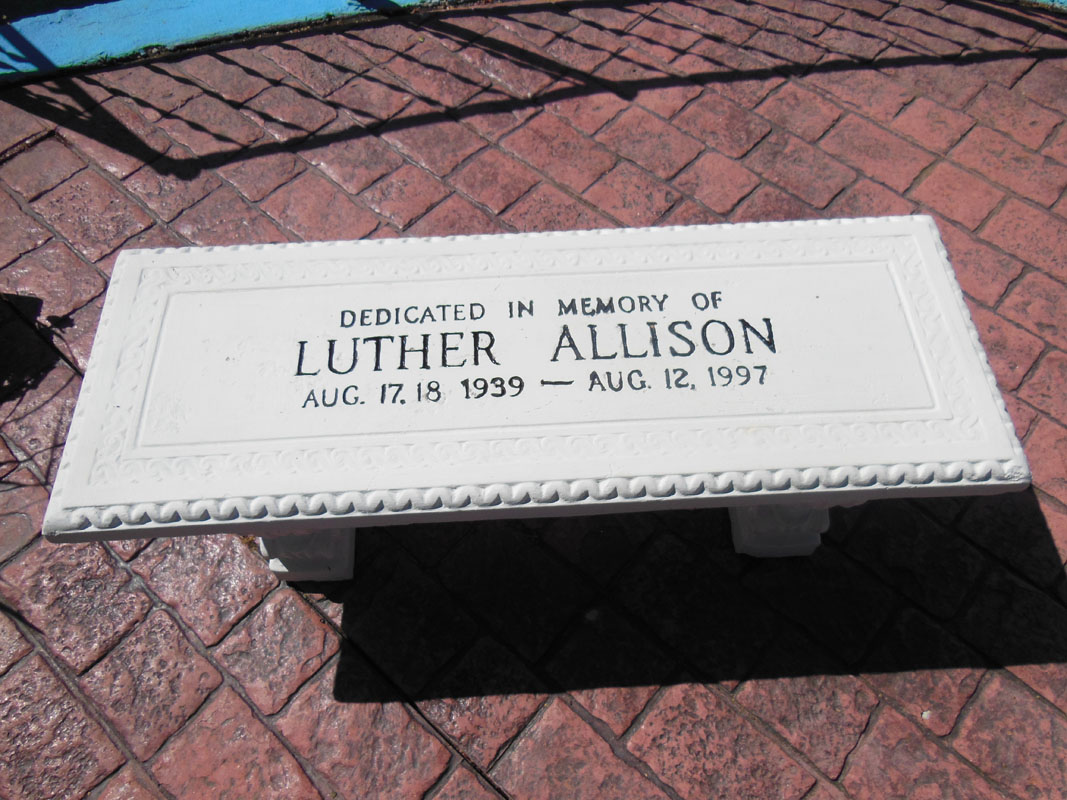 DEDICATED IN MEMORY OF
LUTHER ALLISON
AUG. 17, 18 1939 — AUG. 12, 1997